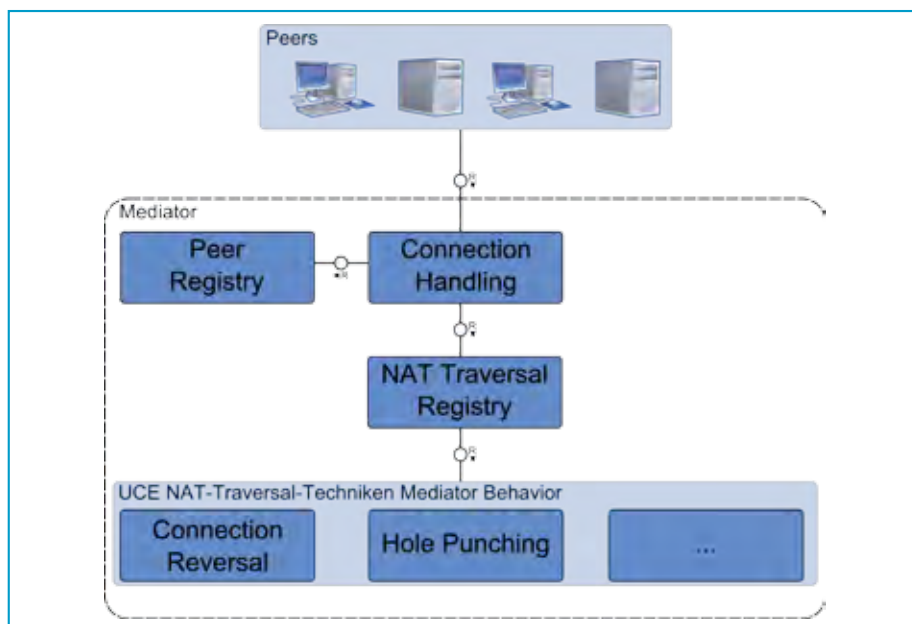 Peers
R
Mediator
Peer
Registry
R
Connection
Handling
R
NAT Traversal
Registry
R
UCE NAT-Traversal-Techniken Mediator Behavior
Connection
Reversal
Hole Punching
...